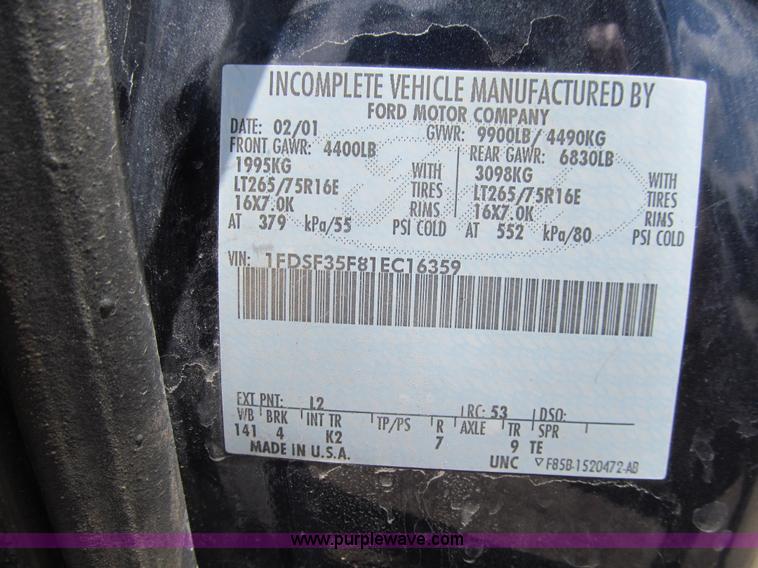 INCOMPLETE VEHICLE MANUFACTURED BY
FORD MOTOR COMPANY
DATE: 02/01 GVWR: 9900LB/ 4490KG
FRONT GAWR: 4400LB REAR GAWR: 6830LB
1995KG WITH 3098KG WITH
LT265/75R16E TIRES LT265/75R16E TIRES
16X7.0K RIMS 16X7.0K RIMS
AT 379 kPa/55 PSI COLD AT 552 kPa/80 PSI COLD
VIN: 1FDSF35F81EC16359
EXT PNT: L2 RC: 53 DSO:
WB BRK INT TR TP/PS R AXLE TR SPR
141 4 K2 7 9 TE
MADE IN U.S.A. UNC ▽F85B-1520472-AB
www.purplewave.com